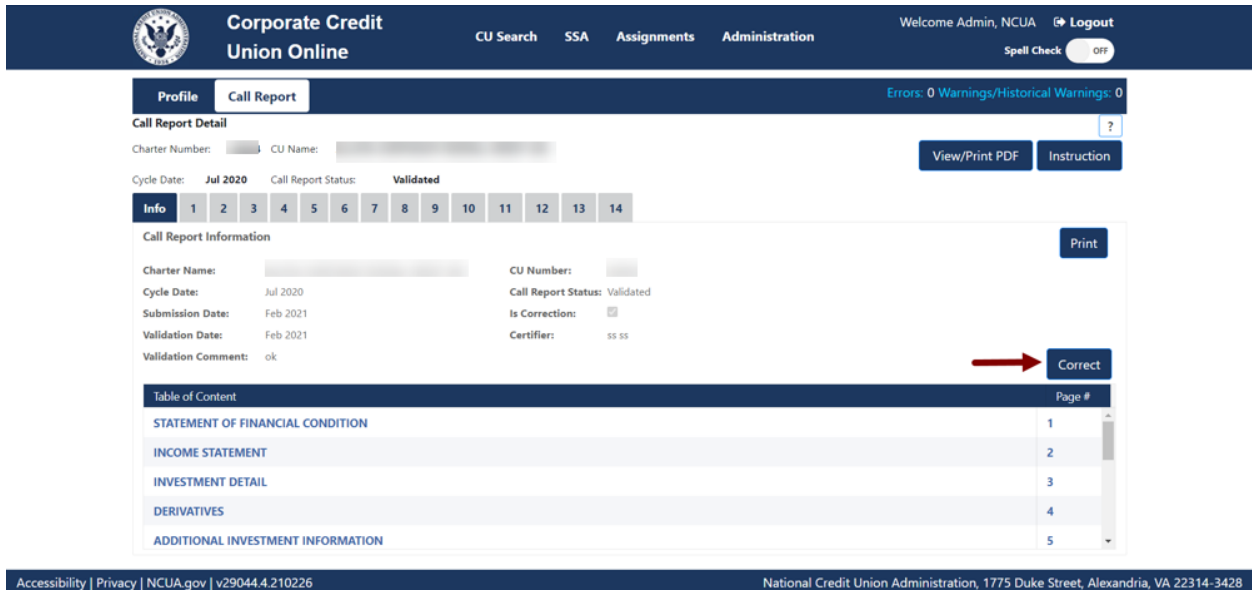 Corporate Credit
Union Online
CU Search SSA Assignments Administration
Welcome Admin, NCUA Logout
Spell Check OFF
Profile Call Report
Errors: 0 Warnings/Historical Warnings: 0
Call Report Detail
?
Charter Number: CU Name:
View/Print PDF Instruction
Cycle Date: Jul 2020 Call Report Status: Validated
Info 1 2 3 4 5 6 7 8 9 10 11 12 13 14
Call Report Information
Print
Charter Name: CU Number:
Cycle Date: Jul 2020 Call Report Status: Validated
Submission Date: Feb 2021 Is Correction:
Validation Date: Feb 2021 Certifier: ss ss
Validation Comment: ok
Correct
Table of Content Page #
STATEMENT OF FINANCIAL CONDITION 1
INCOME STATEMENT 2
INVESTMENT DETAIL 3
DERIVATIVES 4
ADDITIONAL INVESTMENT INFORMATION 5
Accessibility | Privacy | NCUA.gov | v29044.4.210226
National Credit Union Administration, 1775 Duke Street, Alexandria, VA 22314-3428